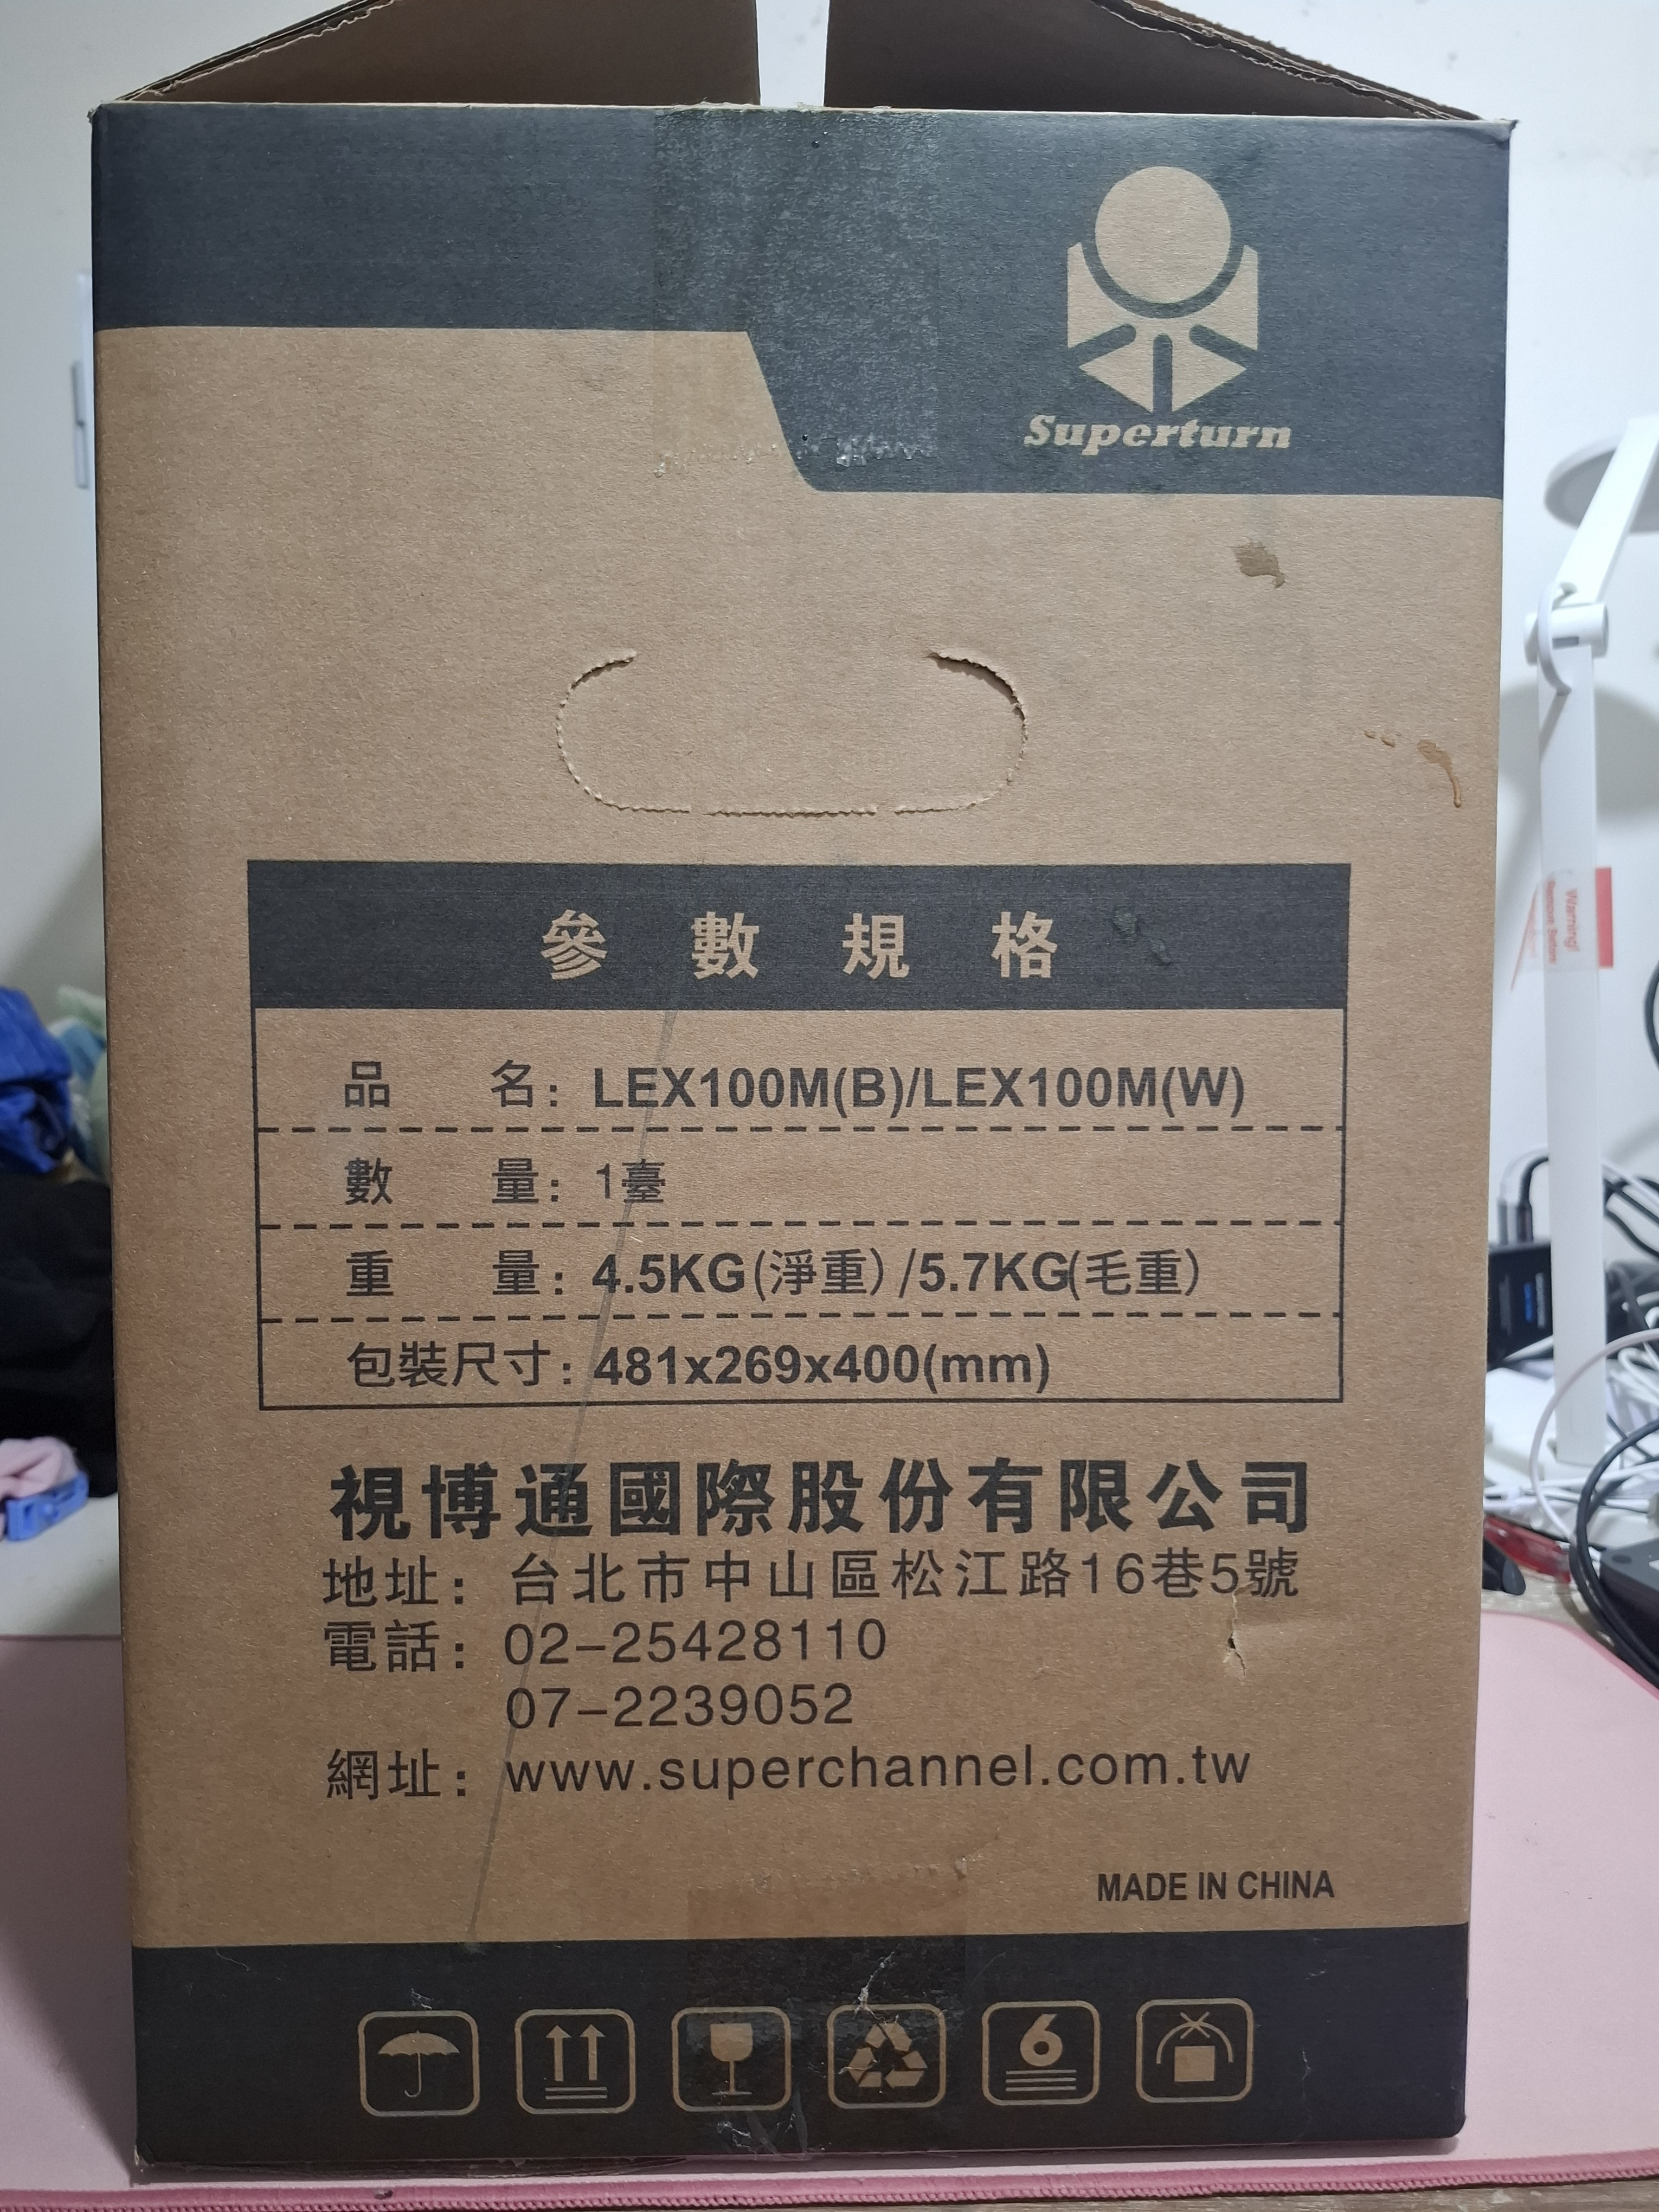 Superturn
參數規格
品名：LEX100M(B)/LEX100M(W)
數量：1臺
重量：4.5KG(淨重)/5.7KG(毛重)
包裝尺寸：481x269x400(mm)
視博通國際股份有限公司
地址：台北市中山區松江路16巷5號
電話：02-25428110
07-2239052
網址：www.superchannel.com.tw
MADE IN CHINA
6
Warning!